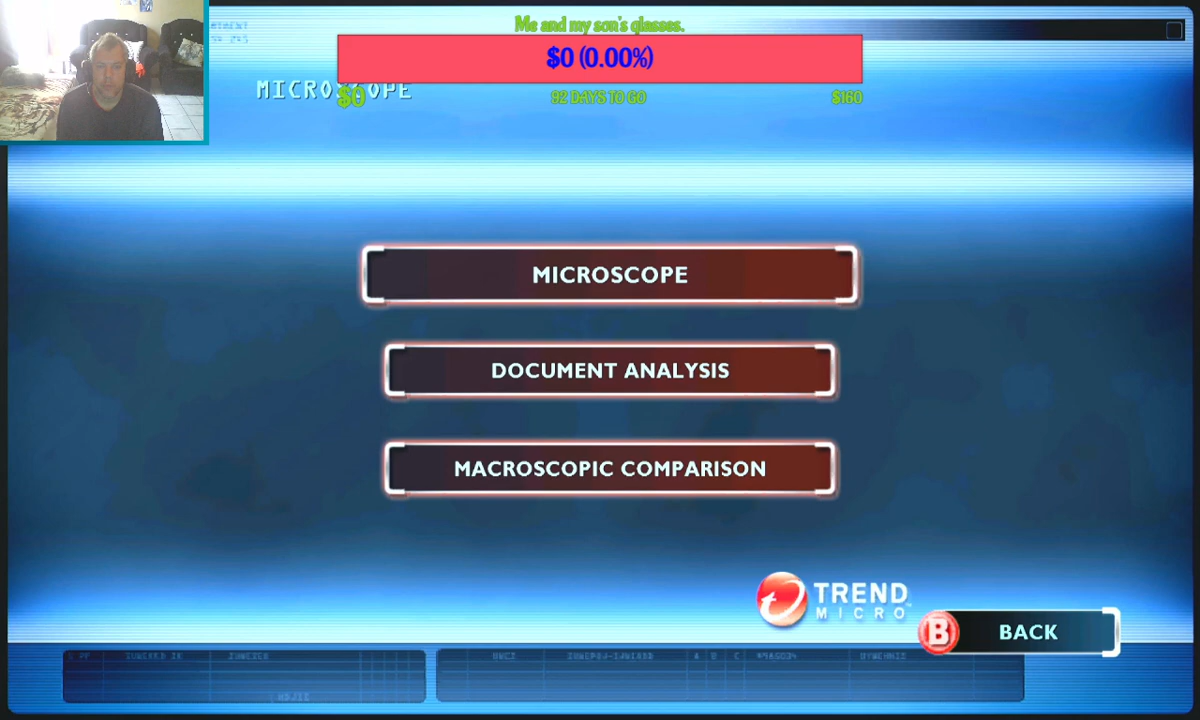 Me and my son's glasses.
$0 (0.00%)
$0
92 DAYS TO GO
$160
MICROSCOPE
MICROSCOPE
DOCUMENT ANALYSIS
MACROSCOPIC COMPARISON
TREND
MICRO
B BACK